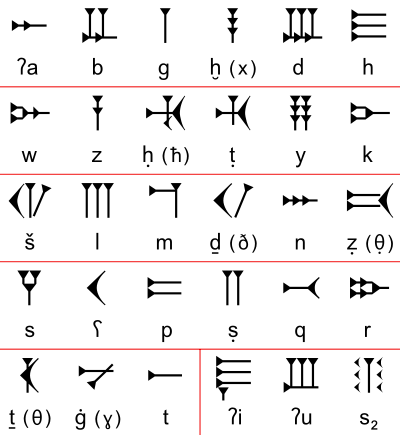 𐎀 𐎁 𐎂 𐎃 𐎄 𐎅
ʔa b g ḫ (x) d h
𐎆 𐎇 𐎈 𐎉 𐎊 𐎋
w z ḥ (ħ) ṭ y k
𐎌 𐎍 𐎎 𐎏 𐎐 𐎑
š l m ḏ (ð) n ẓ (θ̣)
𐎒 𐎓 𐎔 𐎕 𐎖 𐎗
s ʕ p ṣ q r
𐎘 𐎙 𐎚 𐎛 𐎜 𐎝
ṯ (θ) ġ (ɣ) t ʔi ʔu s₂